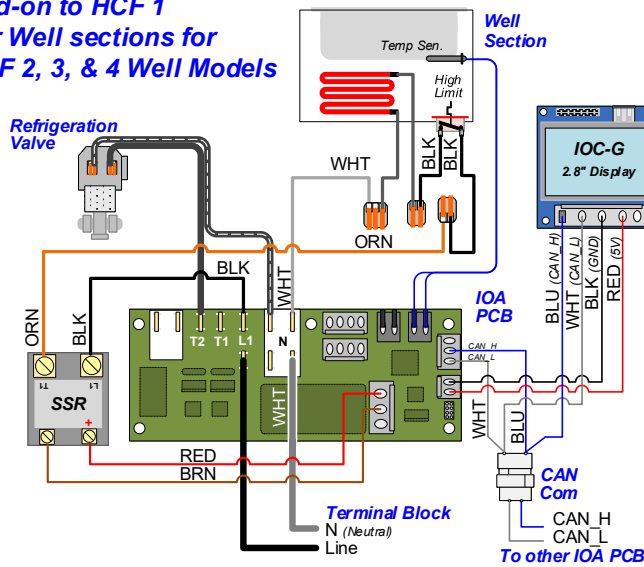 d-on to HCF 1
r Well sections for
F 2, 3, & 4 Well Models
Well
Section
Temp Sen.
High
Limit
Refrigeration
Valve
WHT
BLK
BLK
ORN
IOC-G
2.8" Display
BLK
WHT
ORN
BLK
T2
T1
L1
N
IOA
PCB
BLU (CAN_H)
WHT (CAN_L)
BLK (GND)
RED (5V)
CAN_H
CAN_L
T1
L1
SSR
+
WHT
WHT
BLU
RED
BRN
CAN
Com
Terminal Block
N (Neutral)
Line
CAN_H
CAN_L
To other IOA PCB